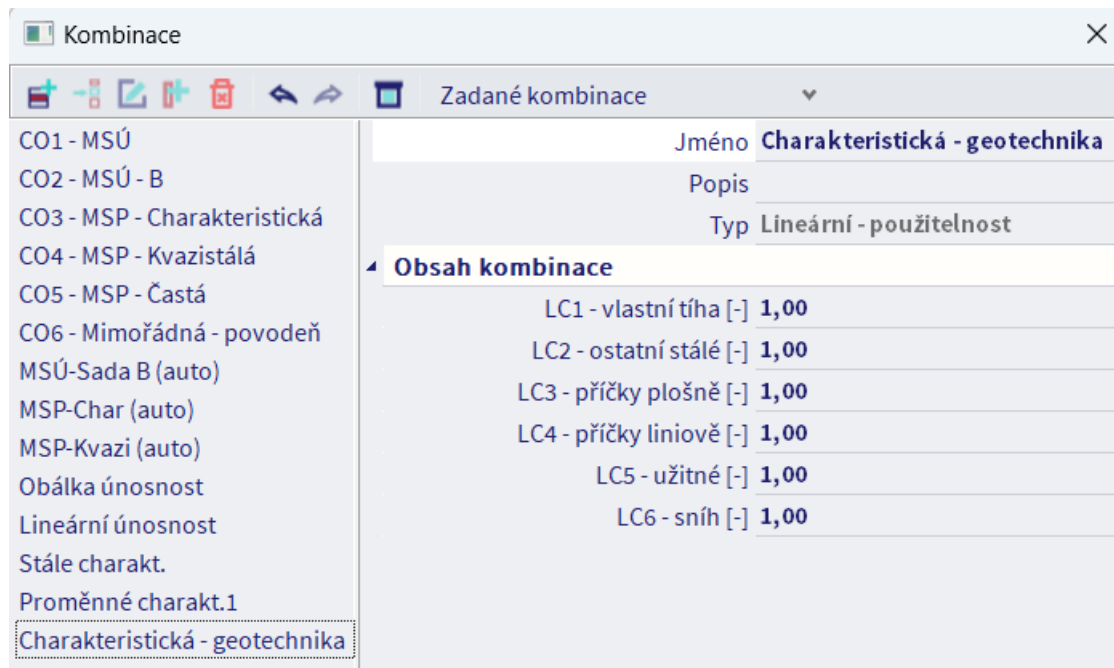 Kombinace
Zadané kombinace
CO1 - MSÚ
CO2 - MSÚ - B
CO3 - MSP - Charakteristická
CO4 - MSP - Kvazistálá
CO5 - MSP - Častá
CO6 - Mimořádná - povodeň
MSÚ-Sada B (auto)
MSP-Char (auto)
MSP-Kvazi (auto)
Obálka únosnost
Lineární únosnost
Stále charakt.
Proměnné charakt.1
Charakteristická - geotechnika
Jméno Charakteristická - geotechnika
Popis
Typ Lineární - použitelnost
Obsah kombinace
LC1 - vlastní tíha [-] 1,00
LC2 - ostatní stálé [-] 1,00
LC3 - příčky plošně [-] 1,00
LC4 - příčky liniově [-] 1,00
LC5 - užitné [-] 1,00
LC6 - sníh [-] 1,00